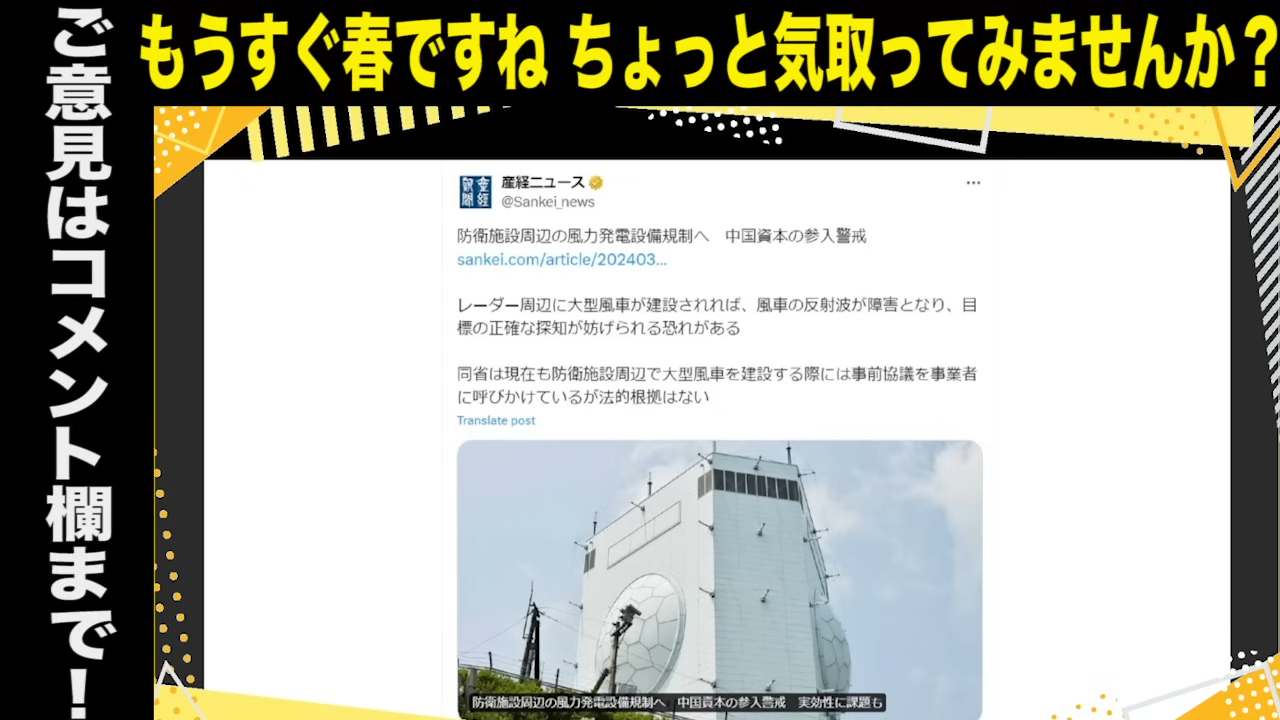 もうすぐ春ですね ちょっと気取ってみませんか？
ご意見はコメント欄まで！
産経新聞
産経ニュース
@Sankei_news
防衛施設周辺の風力発電設備規制へ　中国資本の参入警戒
sankei.com/article/202403...
レーダー周辺に大型風車が建設されれば、風車の反射波が障害となり、目
標の正確な探知が妨げられる恐れがある
同省は現在も防衛施設周辺で大型風車を建設する際には事前協議を事業者
に呼びかけているが法的根拠はない
Translate post
防衛施設周辺の風力発電設備規制へ　中国資本の参入警戒　実効性に課題も